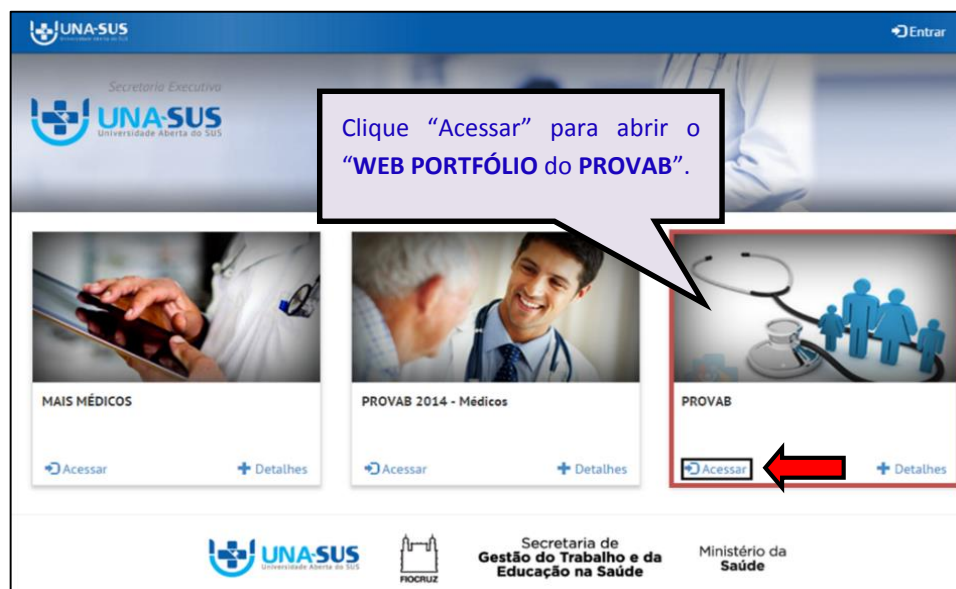 UNA-SUS
Entrar
Secretaria Executiva
UNA-SUS
Universidade Aberta do SUS
Clique “Acessar” para abrir o
“WEB PORTFÓLIO do PROVAB”.
MAIS MÉDICOS
PROVAB 2014 - Médicos
PROVAB
Acessar
Detalhes
Acessar
Detalhes
Acessar
Detalhes
UNA-SUS
Universidade Aberta do SUS
FIOCRUZ
Secretaria de
Gestão do Trabalho e da
Educação na Saúde
Ministério da
Saúde